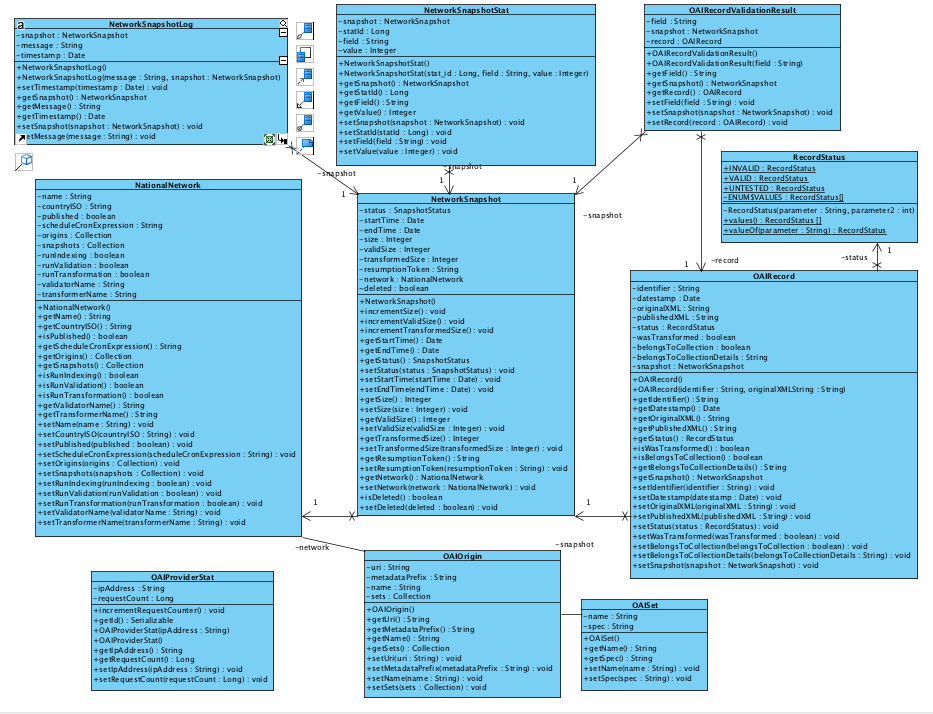 NetworkSnapshotLog
-snapshot : NetworkSnapshot
-message : String
-timestamp : Date
+NetworkSnapshotLog()
+NetworkSnapshotLog(message : String, snapshot : NetworkSnapshot)
+setTimestamp(timestamp : Date) : void
+getSnapshot() : NetworkSnapshot
+getMessage() : String
+getTimestamp() : Date
+setSnapshot(snapshot : NetworkSnapshot) : void
etMessage(message : String) : void
NetworkSnapshotStat
-snapshot : NetworkSnapshot
-statId : Long
-field : String
-value : Integer
+NetworkSnapshotStat()
+NetworkSnapshotStat(stat_id : Long, field : String, value : Integer)
+getSnapshot() : NetworkSnapshot
+getStatId() : Long
+getField() : String
+getValue() : Integer
+setSnapshot(snapshot : NetworkSnapshot) : void
+setStatId(statId : Long) : void
+setField(field : String) : void
+setValue(value : Integer) : void
OAIRecordValidationResult
-field : String
-snapshot : NetworkSnapshot
-record : OAIRecord
+OAIRecordValidationResult()
+OAIRecordValidationResult(field : String)
+getField() : String
+getSnapshot() : NetworkSnapshot
+getRecord() : OAIRecord
+setField(field : String) : void
+setSnapshot(snapshot : NetworkSnapshot) : void
+setRecord(record : OAIRecord) : void
RecordStatus
+INVALID : RecordStatus
+VALID : RecordStatus
+UNTESTED : RecordStatus
-ENUM$VALUES : RecordStatus[]
-RecordStatus(parameter : String, parameter2 : int)
+values() : RecordStatus []
+valueOf(parameter : String) : RecordStatus
-snapshot
1
-snapshot
1
1
-snapshot
1
-record
1
-status
NationalNetwork
-name : String
-countryISO : String
-published : boolean
-scheduleCronExpression : String
-origins : Collection
-snapshots : Collection
-runIndexing : boolean
-runValidation : boolean
-runTransformation : boolean
-validatorName : String
-transformerName : String
+NationalNetwork()
+getName() : String
+getCountryISO() : String
+isPublished() : boolean
+getScheduleCronExpression() : String
+getOrigins() : Collection
+getSnapshots() : Collection
+isRunIndexing() : boolean
+isRunValidation() : boolean
+isRunTransformation() : boolean
+getValidatorName() : String
+getTransformerName() : String
+setName(name : String) : void
+setCountryISO(countryISO : String) : void
+setPublished(published : boolean) : void
+setScheduleCronExpression(scheduleCronExpression : String) : void
+setOrigins(origins : Collection) : void
+setSnapshots(snapshots : Collection) : void
+setRunIndexing(runIndexing : boolean) : void
+setRunValidation(runValidation : boolean) : void
+setRunTransformation(runTransformation : boolean) : void
+setValidatorName(validatorName : String) : void
+setTransformerName(transformerName : String) : void
NetworkSnapshot
-status : SnapshotStatus
-startTime : Date
-endTime : Date
-size : Integer
-validSize : Integer
-transformedSize : Integer
-resumptionToken : String
-network : NationalNetwork
~deleted : boolean
+NetworkSnapshot()
+incrementSize() : void
+incrementValidSize() : void
+incrementTransformedSize() : void
+getStartTime() : Date
+getEndTime() : Date
+getStatus() : SnapshotStatus
+setStatus(status : SnapshotStatus) : void
+setStartTime(startTime : Date) : void
+setEndTime(endTime : Date) : void
+getSize() : Integer
+setSize(size : Integer) : void
+getValidSize() : Integer
+setValidSize(validSize : Integer) : void
+getTransformedSize() : Integer
+setTransformedSize(transformedSize : Integer) : void
+getResumptionToken() : String
+setResumptionToken(resumptionToken : String) : void
+getNetwork() : NationalNetwork
+setNetwork(network : NationalNetwork) : void
+isDeleted() : boolean
+setDeleted(deleted : boolean) : void
OAIRecord
-identifier : String
-datestamp : Date
-originalXML : String
-publishedXML : String
-status : RecordStatus
-wasTransformed : boolean
-belongsToCollection : boolean
-belongsToCollectionDetails : String
-snapshot : NetworkSnapshot
+OAIRecord()
+OAIRecord(identifier : String, originalXMLString : String)
+getIdentifier() : String
+getDatestamp() : Date
+getOriginalXML() : String
+getPublishedXML() : String
+getStatus() : RecordStatus
+isWasTransformed() : boolean
+isBelongsToCollection() : boolean
+getBelongsToCollectionDetails() : String
+getSnapshot() : NetworkSnapshot
+setIdentifier(identifier : String) : void
+setDatestamp(datestamp : Date) : void
+setOriginalXML(originalXML : String) : void
+setPublishedXML(publishedXML : String) : void
+setStatus(status : RecordStatus) : void
+setWasTransformed(wasTransformed : boolean) : void
+setBelongsToCollection(belongsToCollection : boolean) : void
+setBelongsToCollectionDetails(belongsToCollectionDetails : String) : void
+setSnapshot(snapshot : NetworkSnapshot) : void
1
-network
1
-snapshot
OAIProviderStat
-ipAddress : String
-requestCount : Long
+incrementRequestCounter() : void
+getId() : Serializable
+OAIProviderStat(ipAddress : String)
+OAIProviderStat()
+getIpAddress() : String
+getRequestCount() : Long
+setIpAddress(ipAddress : String) : void
+setRequestCount(requestCount : Long) : void
OAIOrigin
-uri : String
-metadataPrefix : String
-name : String
-sets : Collection
+OAIOrigin()
+getUri() : String
+getMetadataPrefix() : String
+getName() : String
+getSets() : Collection
+setUri(uri : String) : void
+setMetadataPrefix(metadataPrefix : String) : void
+setName(name : String) : void
+setSets(sets : Collection) : void
OAISet
-name : String
-spec : String
+OAISet()
+getName() : String
+getSpec() : String
+setName(name : String) : void
+setSpec(spec : String) : void